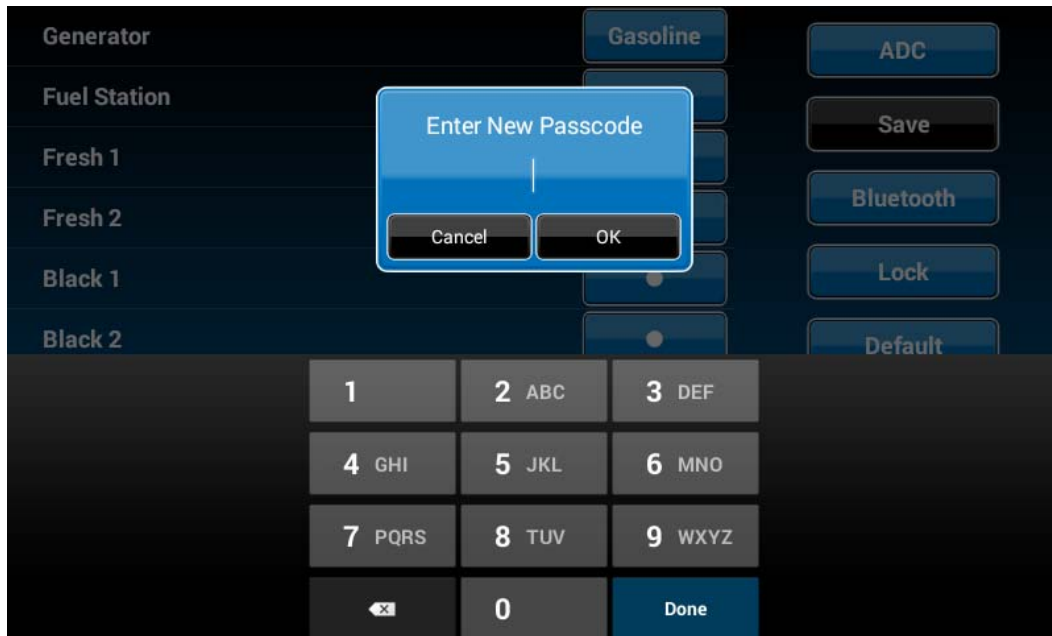 Generator
Gasoline
ADC
Fuel Station
Enter New Passcode
Save
Fresh 1
Bluetooth
Fresh 2
Cancel
OK
Black 1
Lock
Black 2
Default
1
2 ABC
3 DEF
4 GHI
5 JKL
6 MNO
7 PQRS
8 TUV
9 WXYZ
0
Done